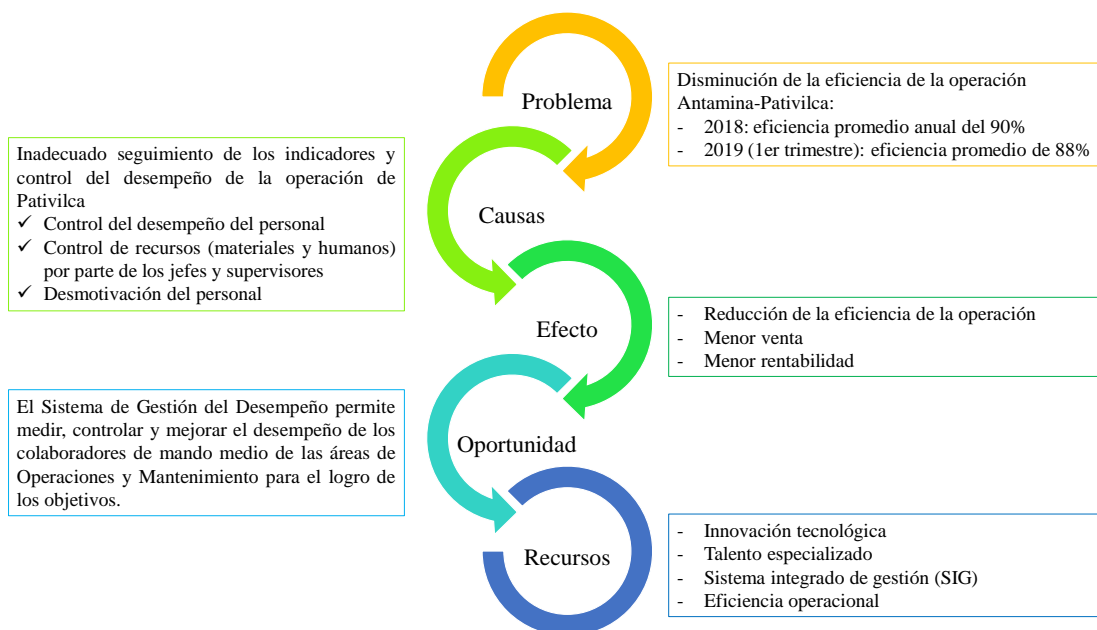 Problema
Disminución de la eficiencia de la operación
Antamina-Pativilca:
- 2018: eficiencia promedio anual del 90%
- 2019 (1er trimestre): eficiencia promedio de 88%
Inadecuado seguimiento de los indicadores y
control del desempeño de la operación de
Pativilca
✓ Control del desempeño del personal
✓ Control de recursos (materiales y humanos)
por parte de los jefes y supervisores
✓ Desmotivación del personal
Causas
Efecto
- Reducción de la eficiencia de la operación
- Menor venta
- Menor rentabilidad
El Sistema de Gestión del Desempeño permite
medir, controlar y mejorar el desempeño de los
colaboradores de mando medio de las áreas de
Operaciones y Mantenimiento para el logro de
los objetivos.
Oportunidad
Recursos
- Innovación tecnológica
- Talento especializado
- Sistema integrado de gestión (SIG)
- Eficiencia operacional